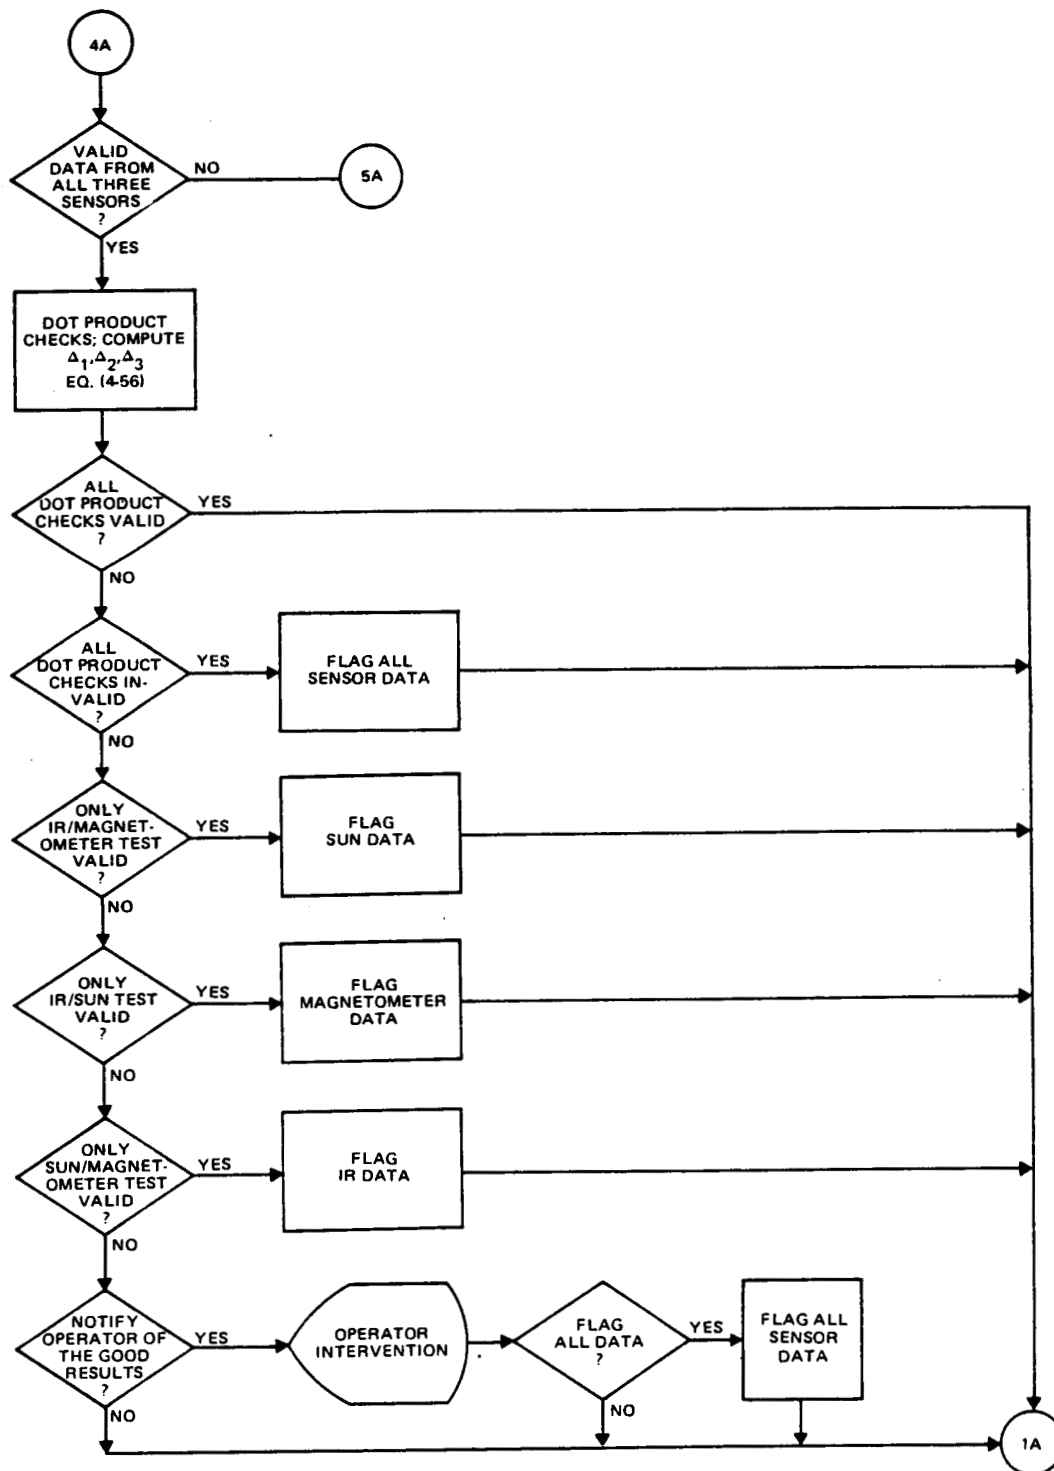 4A
VALID
DATA FROM
ALL THREE
SENSORS
?
NO
5A
YES
DOT PRODUCT
CHECKS; COMPUTE
Δ1,Δ2,Δ3
EQ. (4-56)
ALL
DOT PRODUCT
CHECKS VALID
?
YES
NO
ALL
DOT PRODUCT
CHECKS IN-
VALID
?
YES
FLAG ALL
SENSOR DATA
NO
ONLY
IR/MAGNET-
OMETER TEST
VALID
?
YES
FLAG
SUN DATA
NO
ONLY
IR/SUN TEST
VALID
?
YES
FLAG
MAGNETOMETER
DATA
NO
ONLY
SUN/MAGNET-
OMETER TEST
VALID
?
YES
FLAG
IR DATA
NO
NOTIFY
OPERATOR OF
THE GOOD
RESULTS
?
YES
OPERATOR
INTERVENTION
FLAG
ALL DATA
?
YES
FLAG ALL
SENSOR
DATA
NO
NO
1A